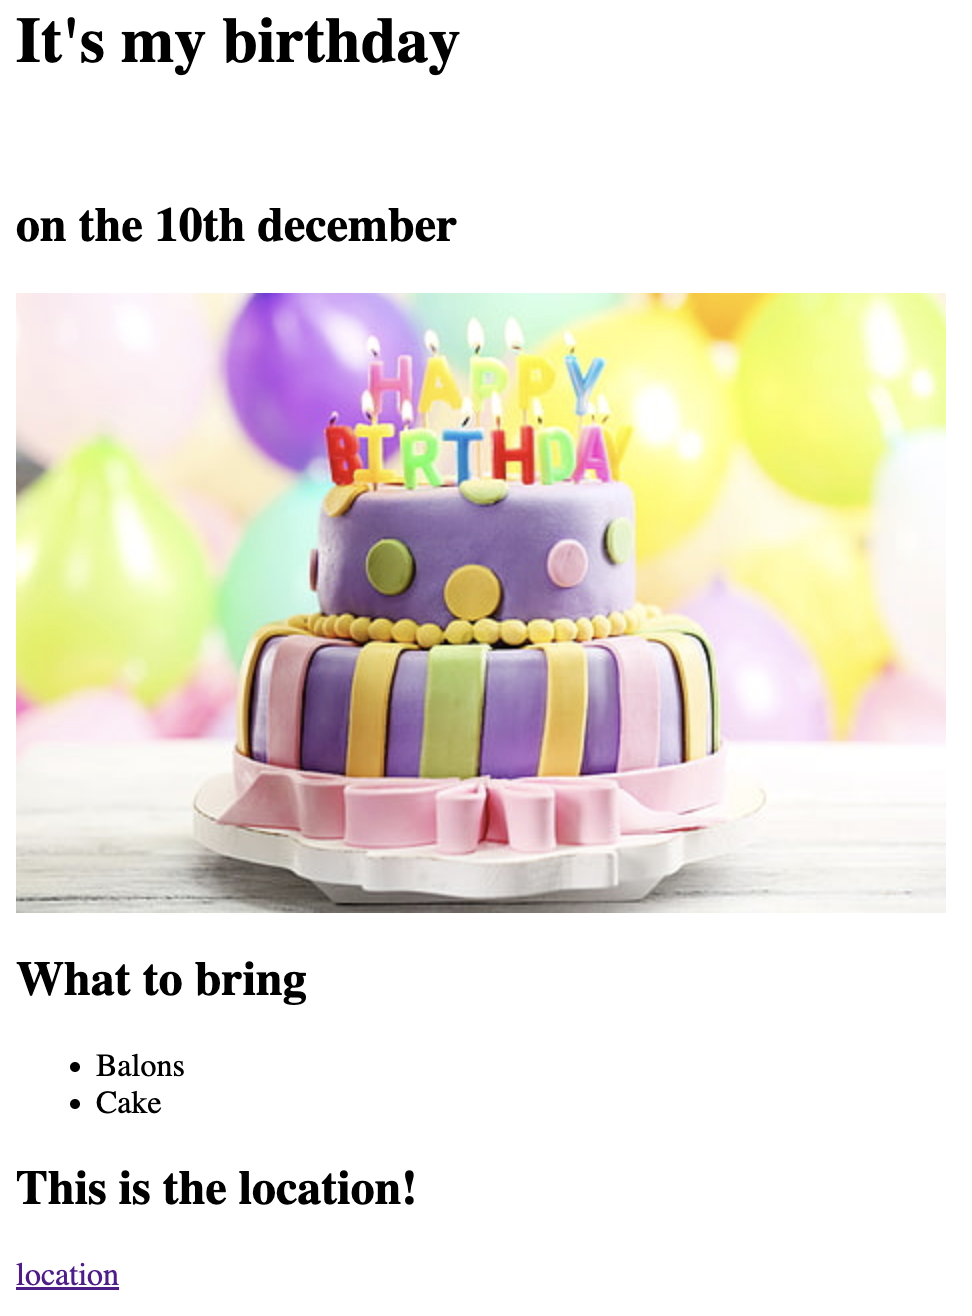 It's my birthday
on the 10th december
HAPPY
BIRTHDAY
What to bring
Balons
Cake
This is the location!
location